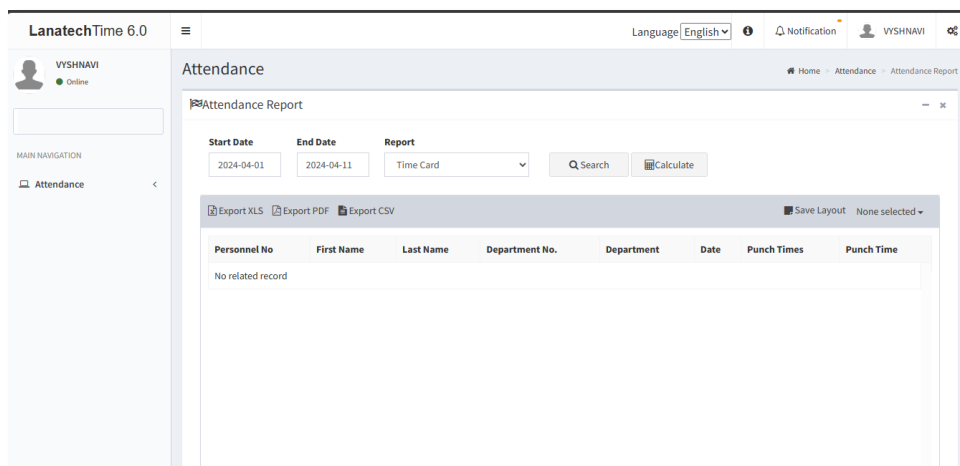 LanatechTime 6.0
Language English Notification VYSHNAVI
VYSHNAVI
Online
MAIN NAVIGATION
Attendance
Attendance
Home > Attendance > Attendance Report
Attendance Report
Start Date End Date Report
2024-04-01 2024-04-11 Time Card Search Calculate
Export XLS Export PDF Export CSV Save Layout None selected
Personnel No First Name Last Name Department No. Department Date Punch Times Punch Time
No related record